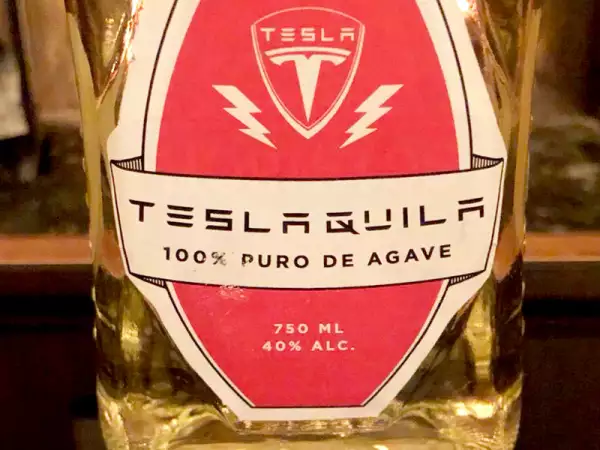 TESLA
TESLAQUILA
100% PURO DE AGAVE
750 ML
40% ALC.